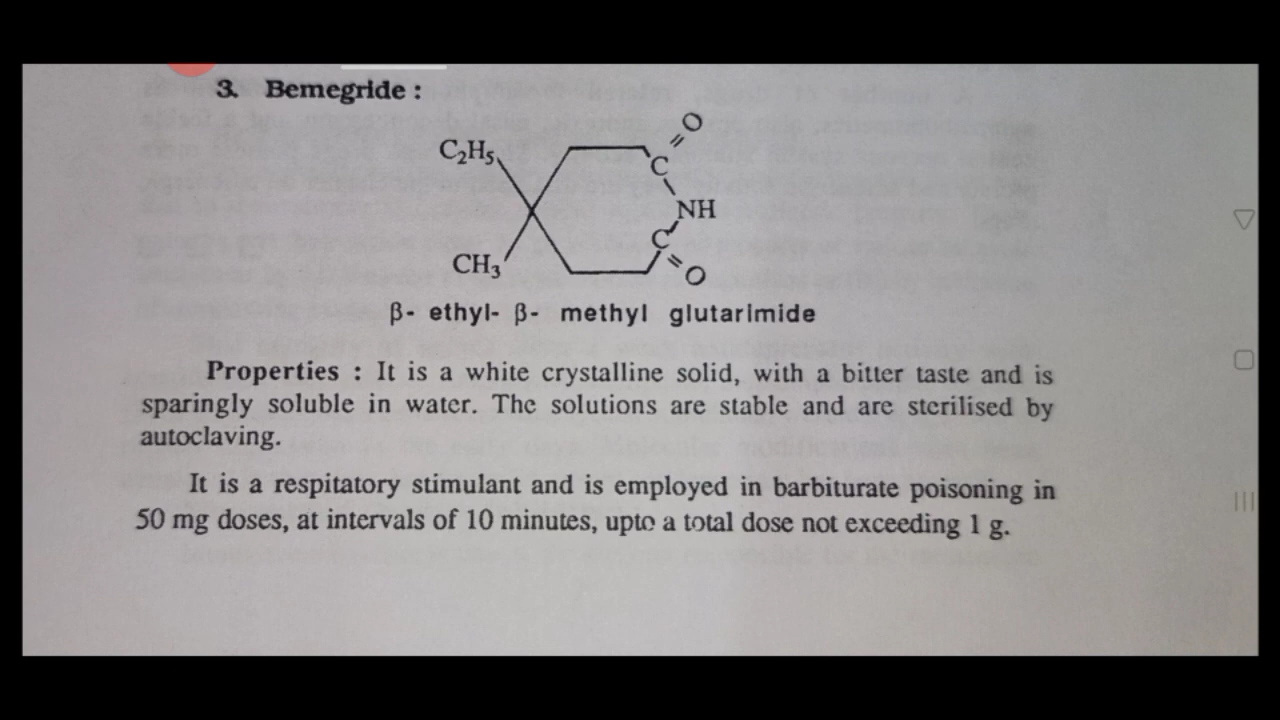 3. Bemegride :
C₂H₅
O
C
NH
C
CH₃
O
β- ethyl- β- methyl glutarimide
Properties : It is a white crystalline solid, with a bitter taste and is
sparingly soluble in water. The solutions are stable and are sterilised by
autoclaving.
It is a respitatory stimulant and is employed in barbiturate poisoning in
50 mg doses, at intervals of 10 minutes, upto a total dose not exceeding 1 g.